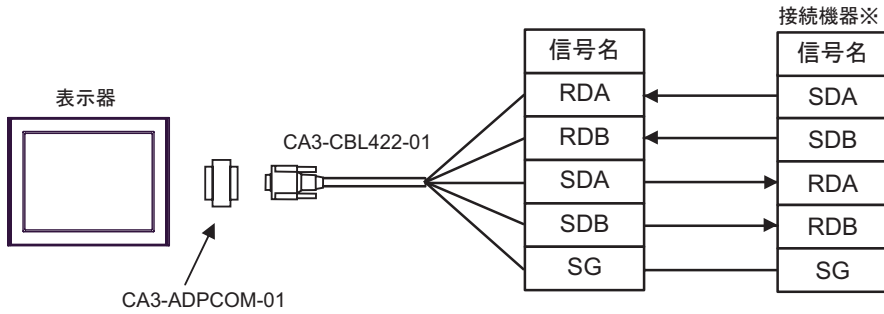 接続機器※
信号名 信号名
表示器
RDA SDA
CA3-CBL422-01
RDB SDB
SDA RDA
SDB RDB
SG SG
CA3-ADPCOM-01